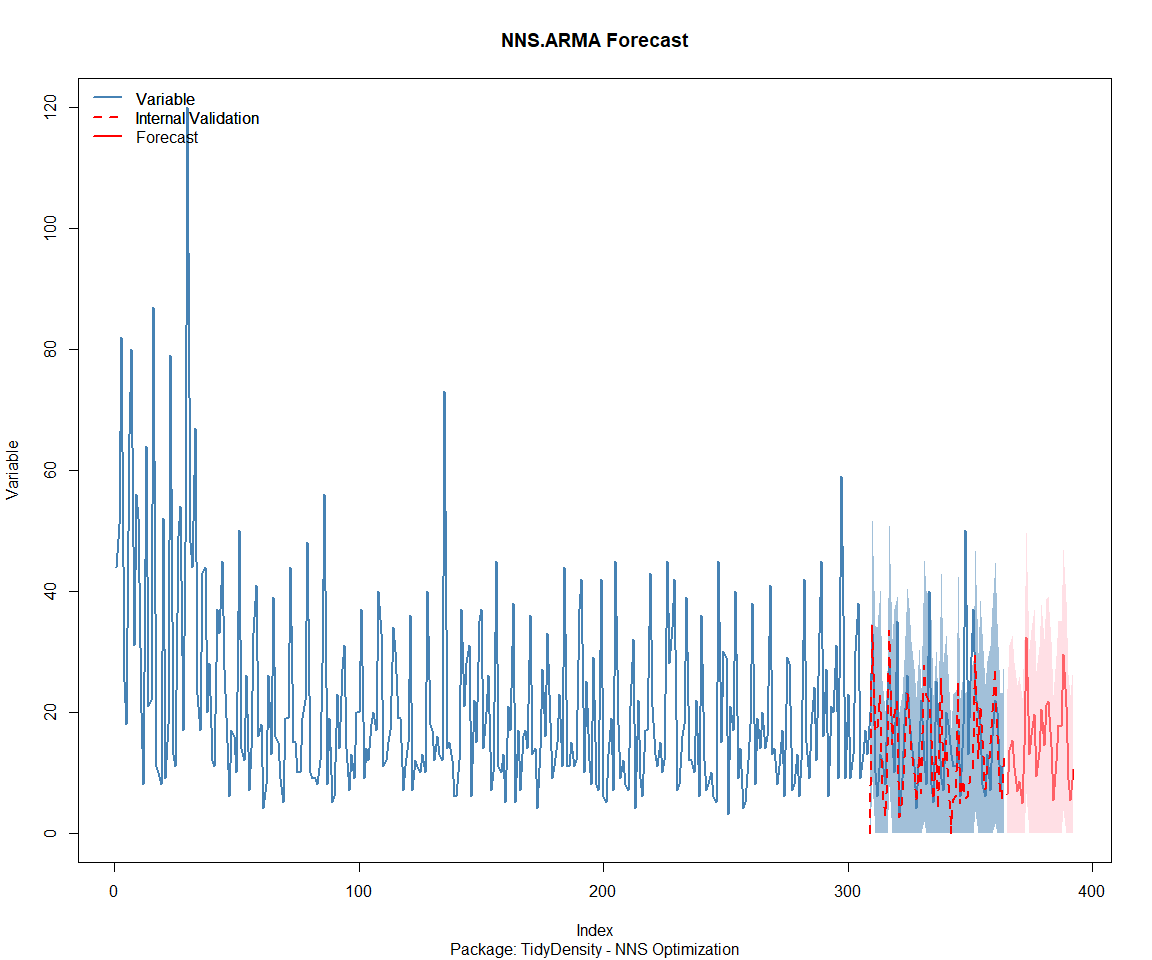 NNS.ARMA Forecast
Variable
Internal Validation
Forecast
120
100
80
60
40
20
0
Variable
0
100
200
300
400
Index
Package: TidyDensity - NNS Optimization